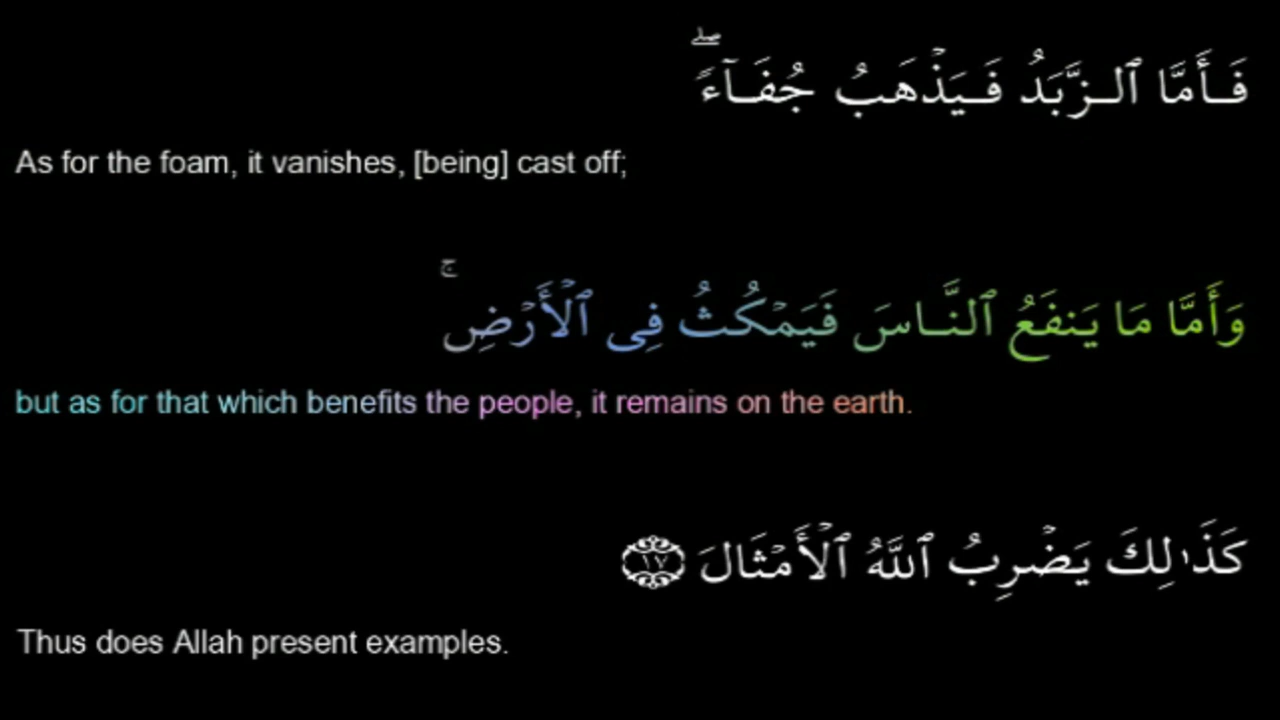 فَأَمَّا ٱلزَّبَدُ فَيَذْهَبُ جُفَآءً ۖ
As for the foam, it vanishes, [being] cast off;
وَأَمَّا مَا يَنفَعُ ٱلنَّاسَ فَيَمْكُثُ فِى ٱلْأَرْضِ ۚ
but as for that which benefits the people, it remains on the earth.
كَذَٰلِكَ يَضْرِبُ ٱللَّهُ ٱلْأَمْثَالَ ١٧
Thus does Allah present examples.